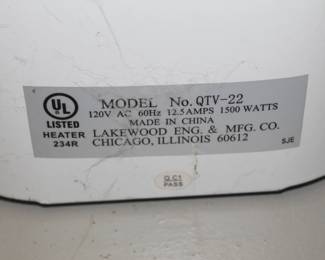 UL
LISTED
HEATER
234R
MODEL No. QTV-22
120V AC 60Hz 12.5AMPS 1500 WATTS
MADE IN CHINA
LAKEWOOD ENG. & MFG. CO.
CHICAGO, ILLINOIS 60612
SJE
Q.C1
PASS